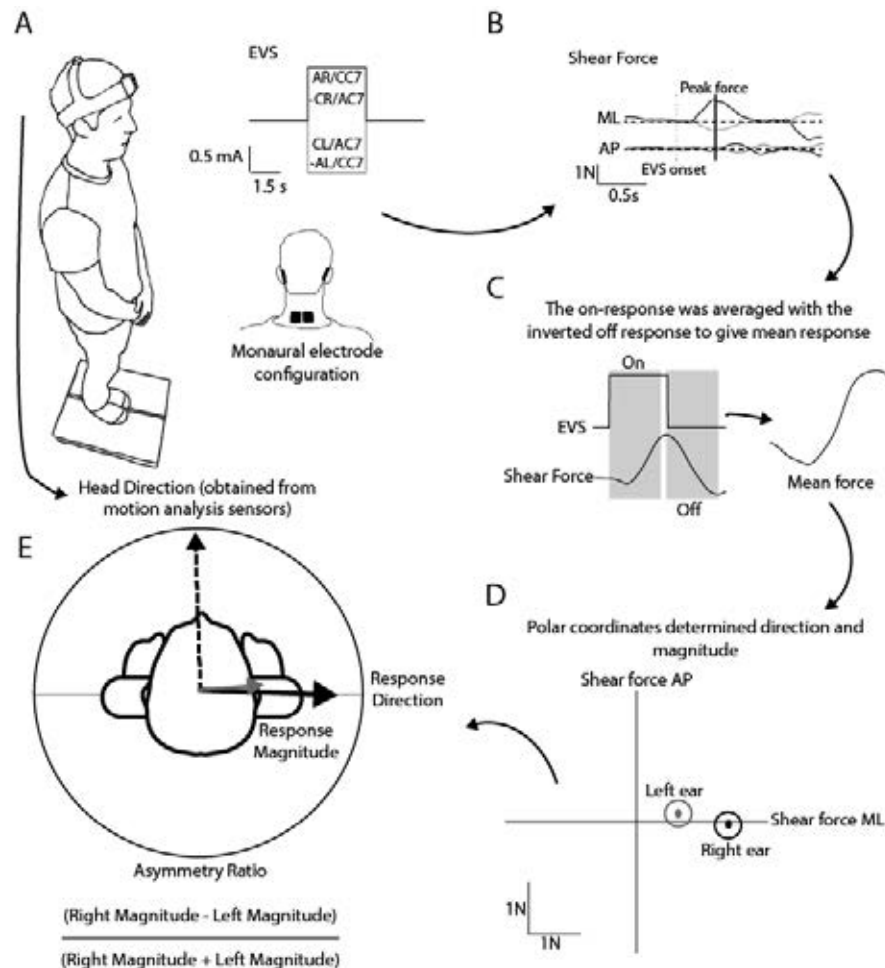 A
EVS
AR/CC7
-CR/AC7
CL/AC7
-AL/CC7
0.5 mA
1.5 s
Monaural electrode
configuration
Head Direction (obtained from
motion analysis sensors)
B
Shear Force
Peak force
ML
AP
EVS onset
1N
0.5s
C
The on-response was averaged with the
inverted off response to give mean response
On
EVS
Shear Force
Off
Mean force
D
Polar coordinates determined direction and
magnitude
Shear force AP
Left ear
Shear force ML
Right ear
1N
1N
E
Response
Direction
Response
Magnitude
Asymmetry Ratio
(Right Magnitude - Left Magnitude)
(Right Magnitude + Left Magnitude)